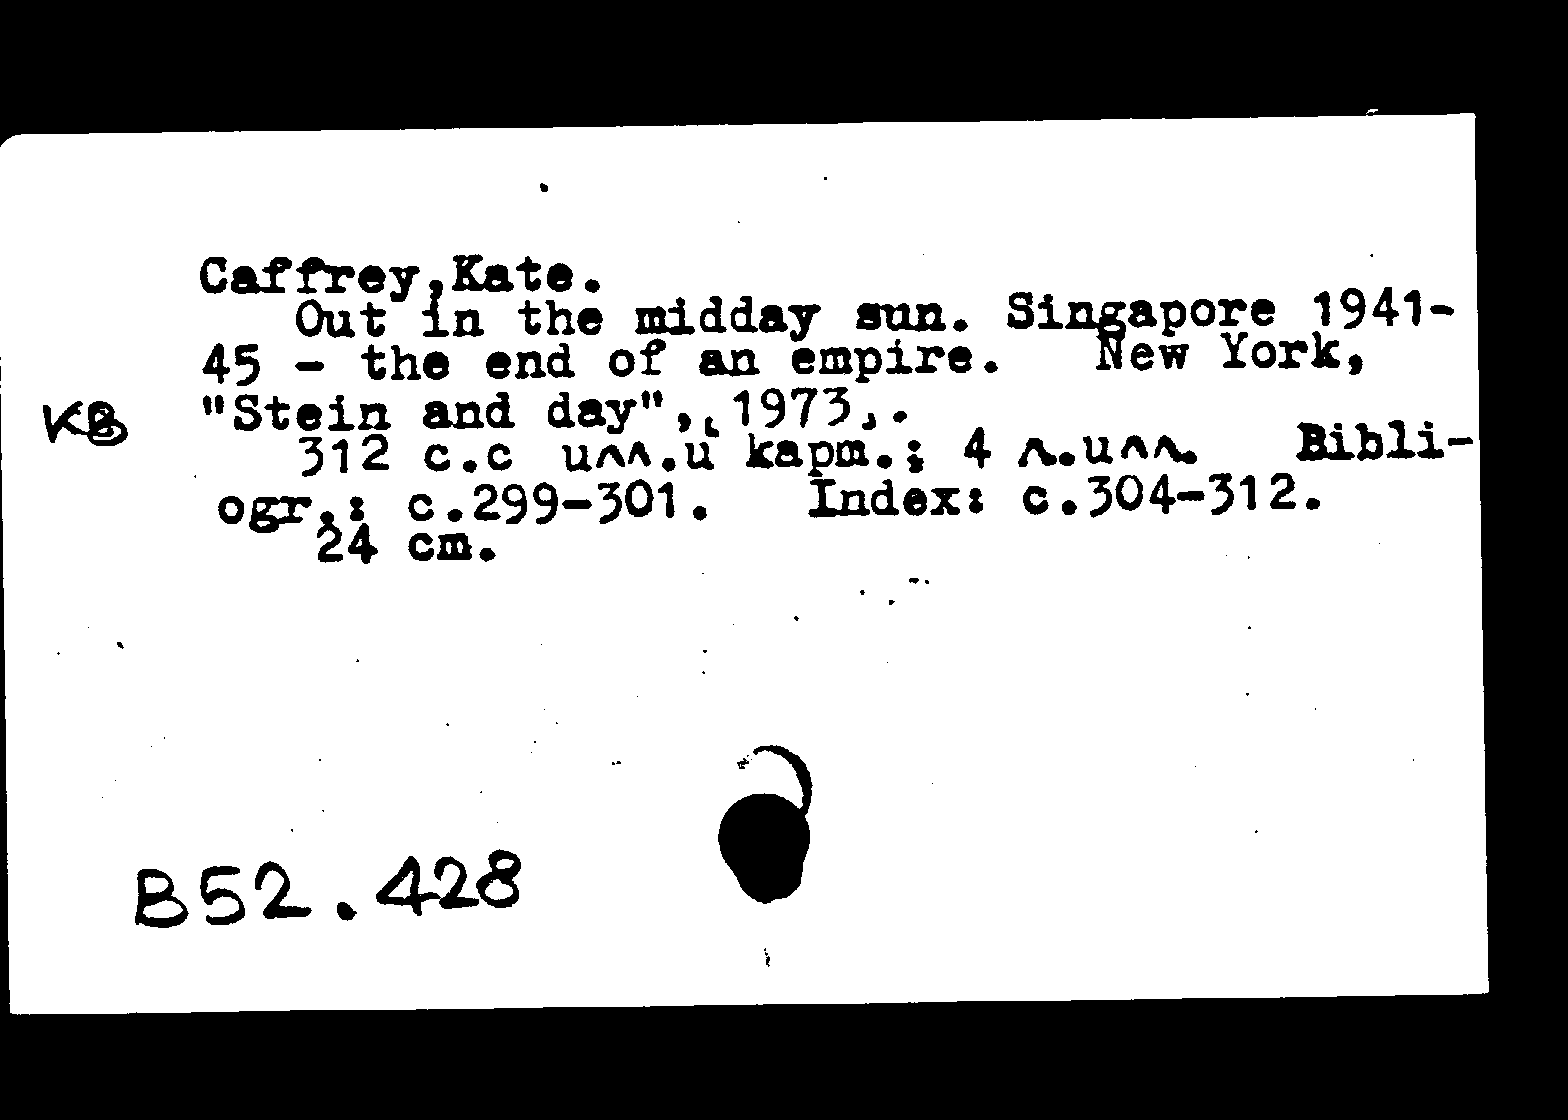 Caffrey,Kate.
Out in the midday sun. Singapore 1941-
45 - the end of an empire. New York,
"Stein and day",[1973].
КВ
312 с.с илл.и карт.; 4 л.илл. Bibli-
ogr.: с.299-301. Index: с.304-312.
24 cm.
B52.428